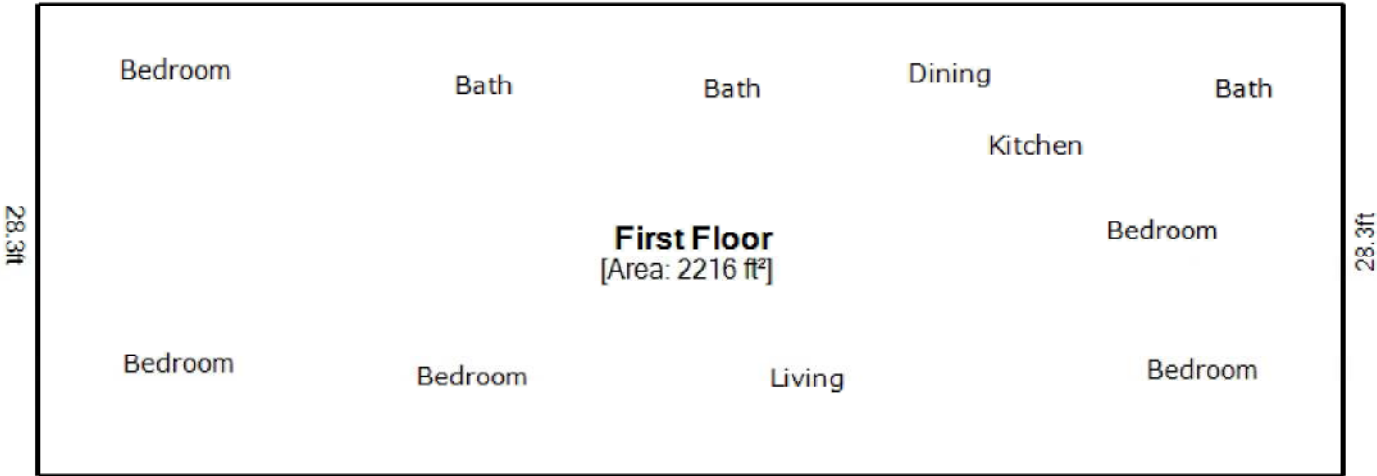 Bedroom
Bath
Bath
Dining
Bath
Kitchen
28.3ft
First Floor
[Area: 2216 ft²]
Bedroom
28.3ft
Bedroom
Bedroom
Living
Bedroom